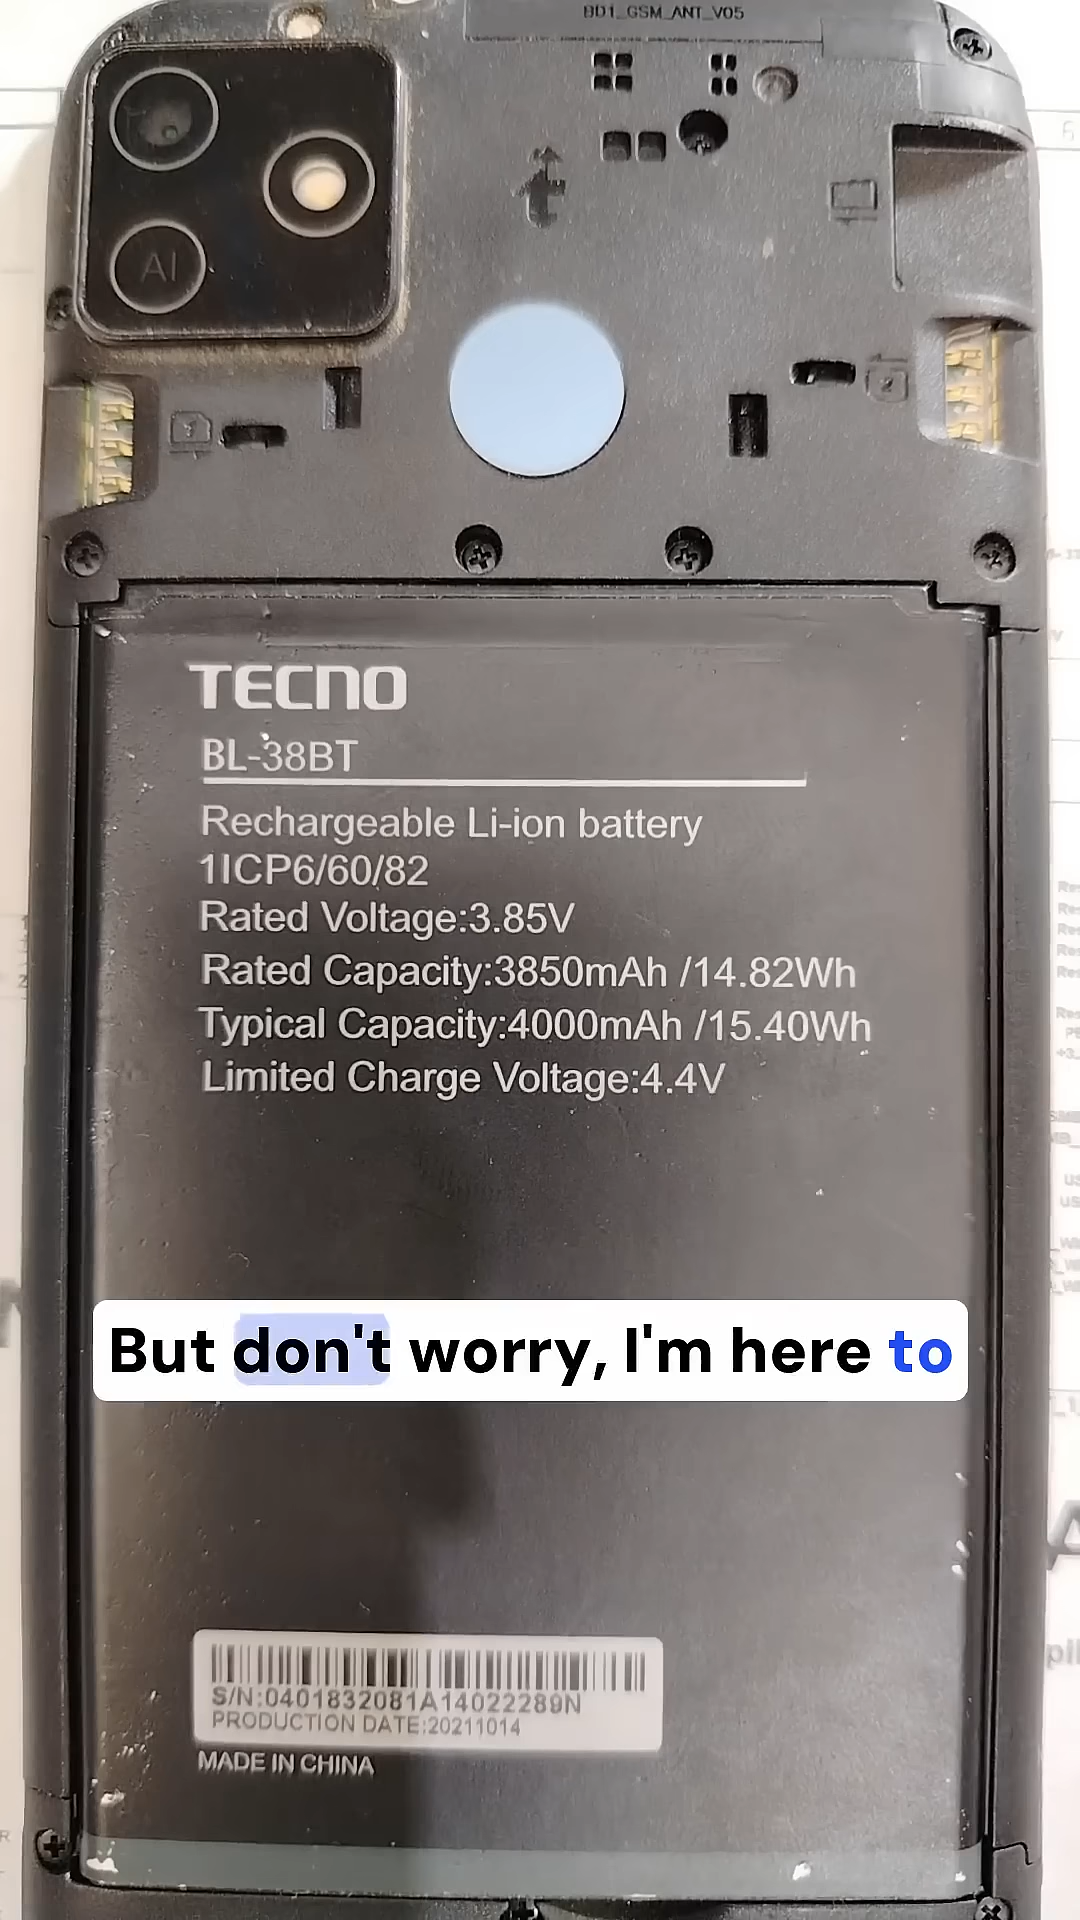 BD1_GSM_ANT_V05
AI
TECNO
BL-38BT
Rechargeable Li-ion battery
1ICP6/60/82
Rated Voltage:3.85V
Rated Capacity:3850mAh /14.82Wh
Typical Capacity:4000mAh /15.40Wh
Limited Charge Voltage:4.4V
But don't worry, I'm here to
S/N:0401832081A14022289N
PRODUCTION DATE:20211014
MADE IN CHINA